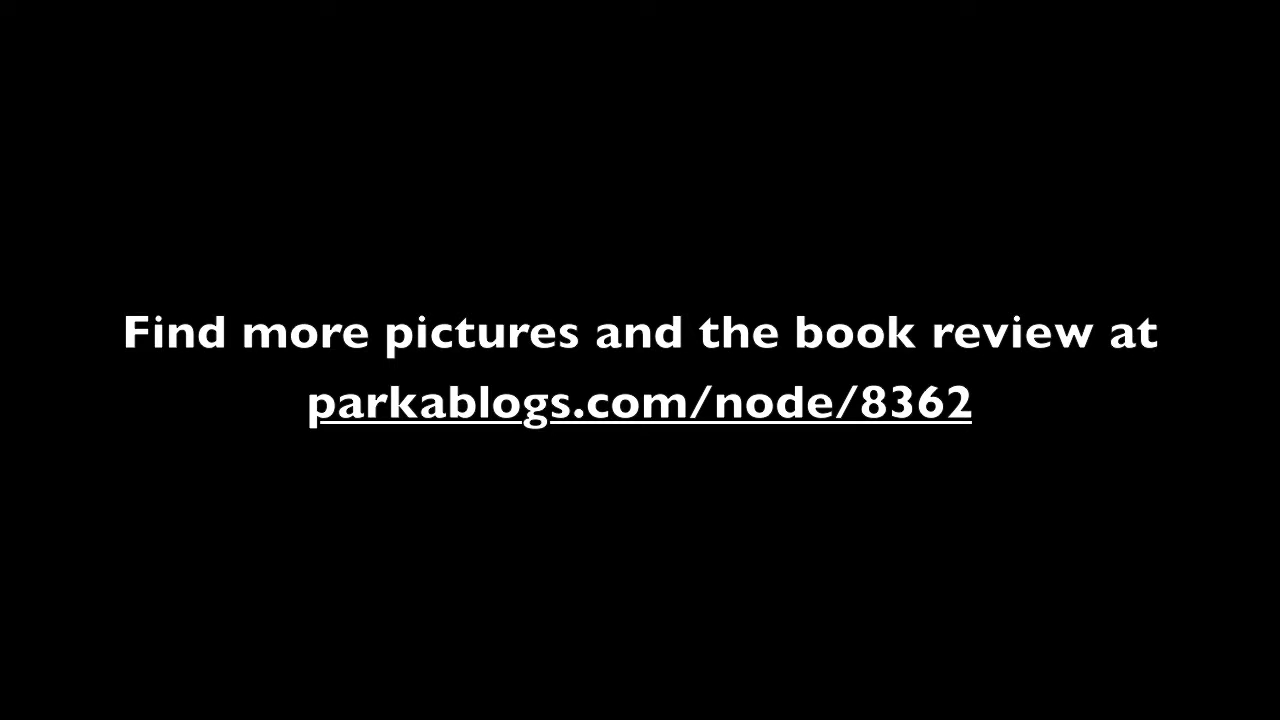 Find more pictures and the book review at
parkablogs.com/node/8362